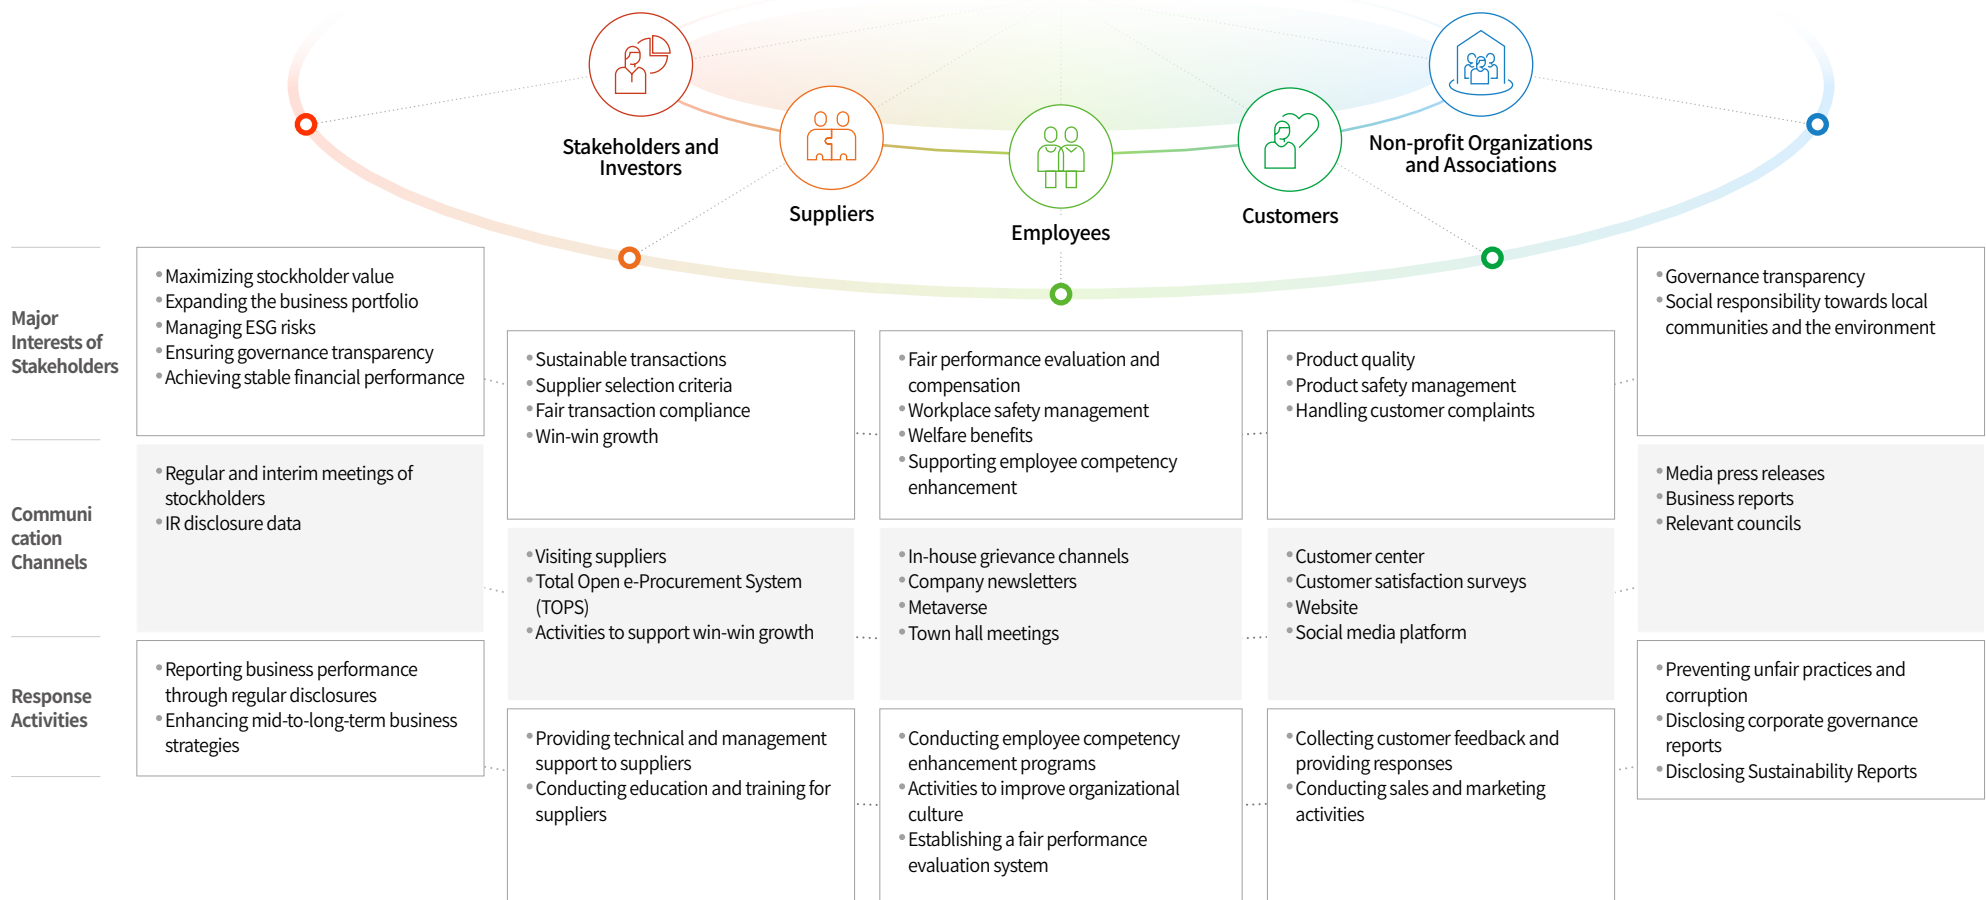 Stakeholders and
Investors
Suppliers
Employees
Customers
Non-profit Organizations
and Associations
Major
Interests of
Stakeholders
• Maximizing stockholder value
• Expanding the business portfolio
• Managing ESG risks
• Ensuring governance transparency
• Achieving stable financial performance
• Sustainable transactions
• Supplier selection criteria
• Fair transaction compliance
• Win-win growth
• Fair performance evaluation and
compensation
• Workplace safety management
• Welfare benefits
• Supporting employee competency
enhancement
• Product quality
• Product safety management
• Handling customer complaints
• Governance transparency
• Social responsibility towards local
communities and the environment
Communi
cation
Channels
• Regular and interim meetings of
stockholders
• IR disclosure data
• Visiting suppliers
• Total Open e-Procurement System
(TOPS)
• Activities to support win-win growth
• In-house grievance channels
• Company newsletters
• Metaverse
• Town hall meetings
• Customer center
• Customer satisfaction surveys
• Website
• Social media platform
• Media press releases
• Business reports
• Relevant councils
Response
Activities
• Reporting business performance
through regular disclosures
• Enhancing mid-to-long-term business
strategies
• Providing technical and management
support to suppliers
• Conducting education and training for
suppliers
• Conducting employee competency
enhancement programs
• Activities to improve organizational
culture
• Establishing a fair performance
evaluation system
• Collecting customer feedback and
providing responses
• Conducting sales and marketing
activities
• Preventing unfair practices and
corruption
• Disclosing corporate governance
reports
• Disclosing Sustainability Reports